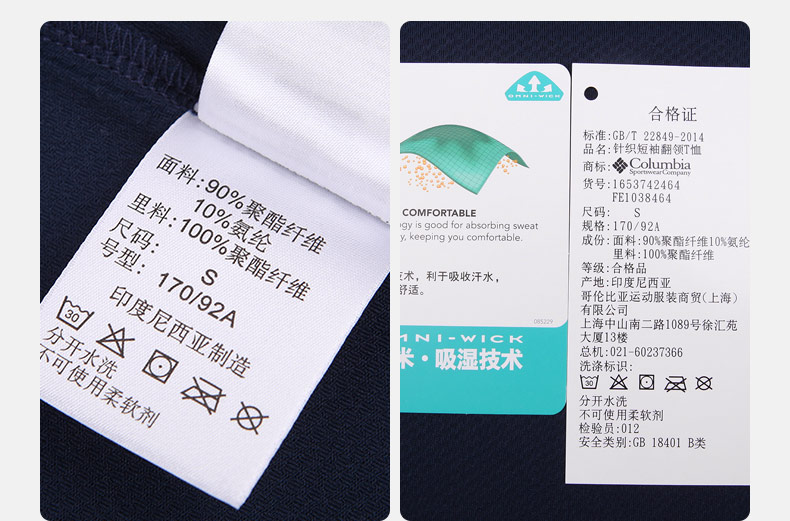 面料:90%聚酯纤维
10%氨纶
里料:100%聚酯纤维
尺码: S
号型: 170/92A
印度尼西亚制造
30
分开水洗
不可使用柔软剂
OMNI-WICK
COMFORTABLE
gy is good for absorbing sweat
y, keeping you comfortable.
技术，利于吸收汗水，
舒适。
085229
MNI-WICK
米·吸湿技术
合格证
标准:GB/T 22849-2014
品名:针织短袖翻领T恤
商标: Columbia
Sportswear Company
货号:1653742464
FE1038464
尺码: S
规格:170/92A
成份: 面料:90%聚酯纤维10%氨纶
里料:100%聚酯纤维
等级:合格品
产地:印度尼西亚
哥伦比亚运动服装商贸(上海)
有限公司
上海中山南二路1089号徐汇苑
大厦13楼
总机:021-60237366
洗涤标识:
30
分开水洗
不可使用柔软剂
检验员:012
安全类别:GB 18401 B类